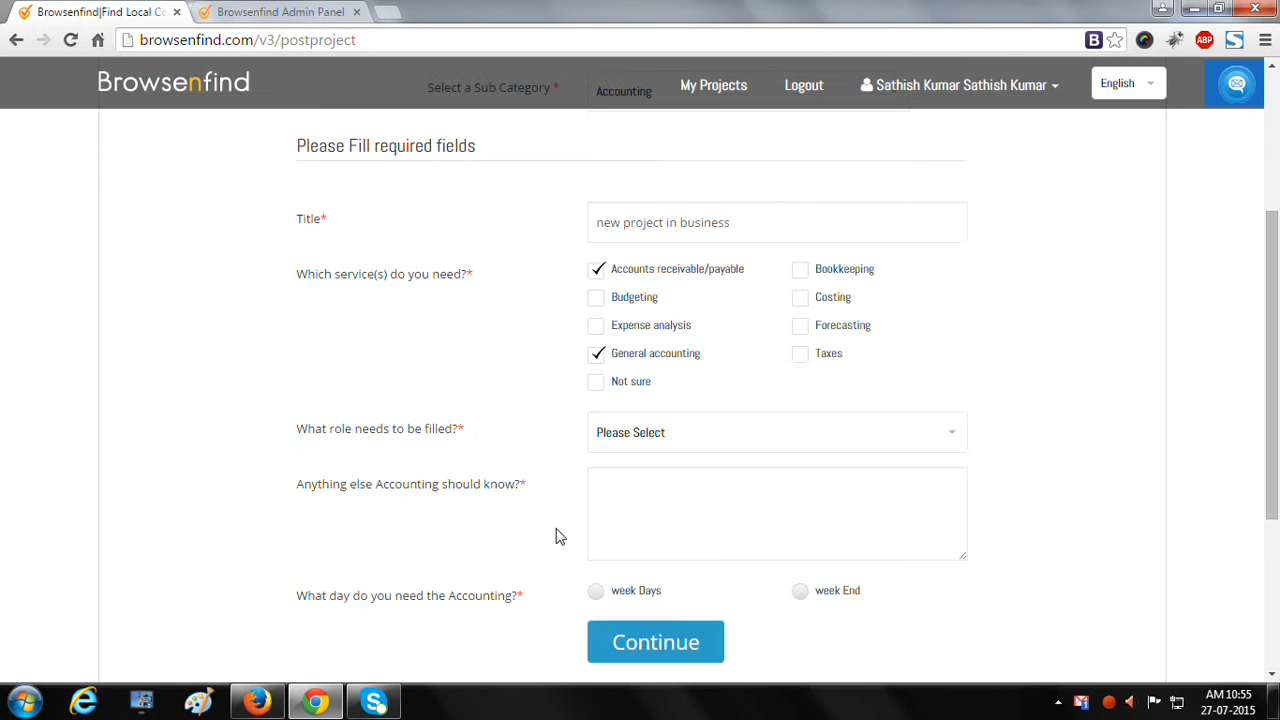 Browsenfind|Find Local Co
Browsenfind Admin Panel
browsenfind.com/v3/postproject
B
ABP
S
Browsenfind
Select a Sub Category *
Accounting
My Projects
Logout
Sathish Kumar Sathish Kumar
English
Please Fill required fields
Title*
new project in business
Which service(s) do you need?*
Accounts receivable/payable
Bookkeeping
Budgeting
Costing
Expense analysis
Forecasting
General accounting
Taxes
Not sure
What role needs to be filled?*
Please Select
Anything else Accounting should know?*
What day do you need the Accounting?*
week Days
week End
Continue
AM 10:55
27-07-2015